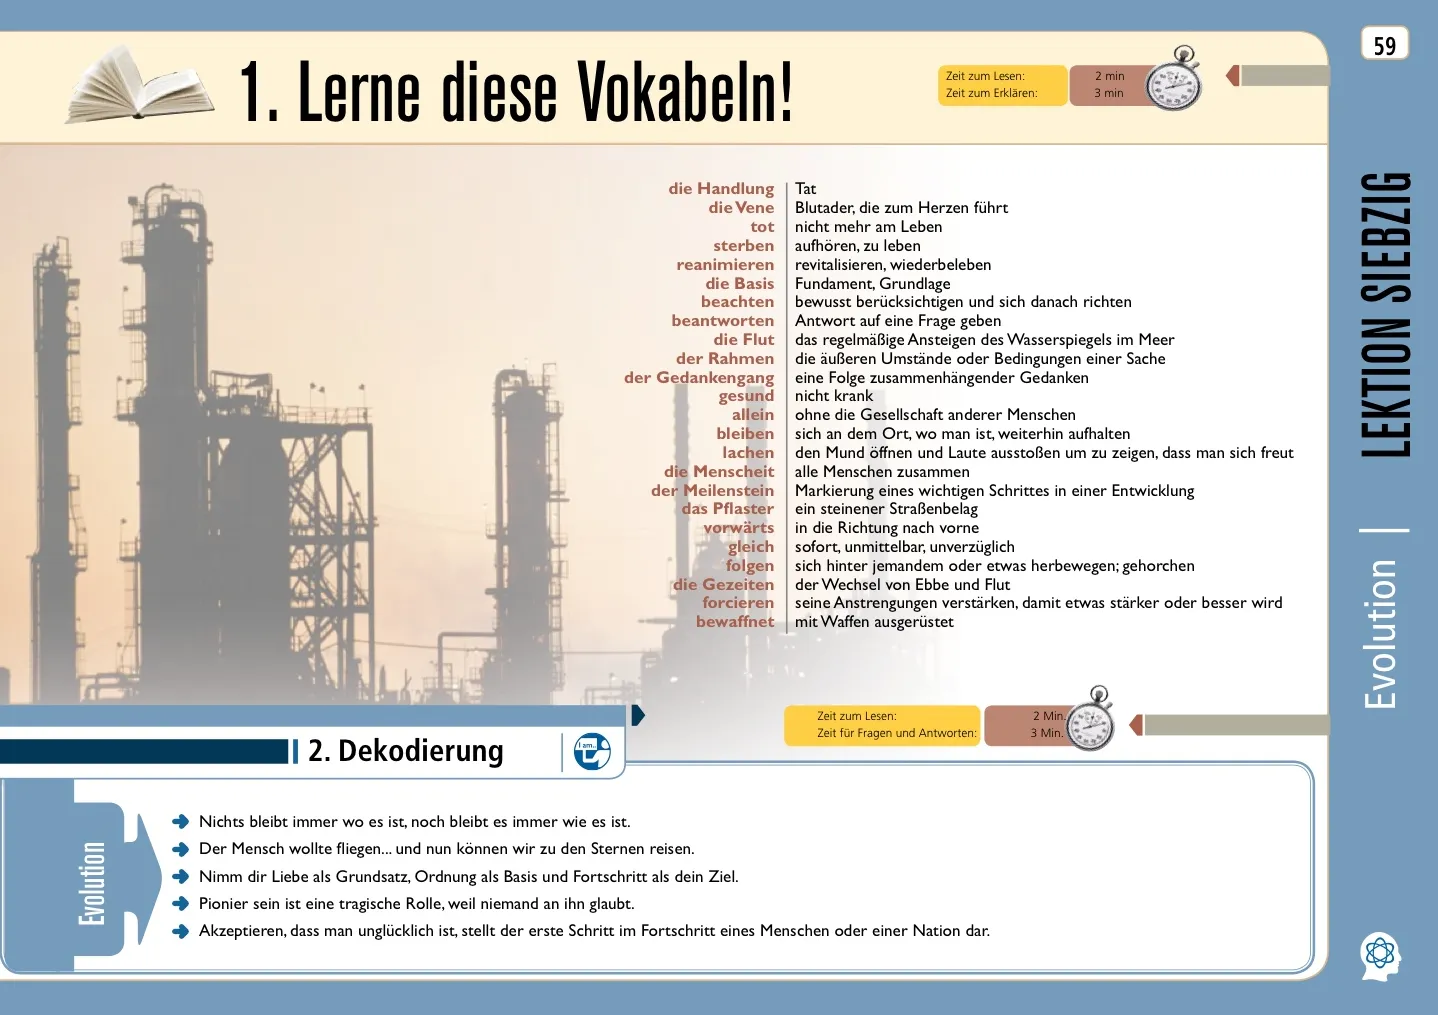 59
1. Lerne diese Vokabeln!
Zeit zum Lesen: 2 min
Zeit zum Erklären: 3 min
LEKTION SIEBZIG
Evolution
die Handlung Tat
die Vene Blutader, die zum Herzen führt
tot nicht mehr am Leben
sterben aufhören, zu leben
reanimieren revitalisieren, wiederbeleben
die Basis Fundament, Grundlage
beachten bewusst berücksichtigen und sich danach richten
beantworten Antwort auf eine Frage geben
die Flut das regelmäßige Ansteigen des Wasserspiegels im Meer
der Rahmen die äußeren Umstände oder Bedingungen einer Sache
der Gedankengang eine Folge zusammenhängender Gedanken
gesund nicht krank
allein ohne die Gesellschaft anderer Menschen
bleiben sich an dem Ort, wo man ist, weiterhin aufhalten
lachen den Mund öffnen und Laute ausstoßen um zu zeigen, dass man sich freut
die Menscheit alle Menschen zusammen
der Meilenstein Markierung eines wichtigen Schrittes in einer Entwicklung
das Pflaster ein steinener Straßenbelag
vorwärts in die Richtung nach vorne
gleich sofort, unmittelbar, unverzüglich
folgen sich hinter jemandem oder etwas herbewegen; gehorchen
die Gezeiten der Wechsel von Ebbe und Flut
forcieren seine Anstrengungen verstärken, damit etwas stärker oder besser wird
bewaffnet mit Waffen ausgerüstet
Zeit zum Lesen: 2 Min.
Zeit für Fragen und Antworten: 3 Min.
2. Dekodierung
I am...
Evolution
Nichts bleibt immer wo es ist, noch bleibt es immer wie es ist.
Der Mensch wollte fliegen... und nun können wir zu den Sternen reisen.
Nimm dir Liebe als Grundsatz, Ordnung als Basis und Fortschritt als dein Ziel.
Pionier sein ist eine tragische Rolle, weil niemand an ihn glaubt.
Akzeptieren, dass man unglücklich ist, stellt der erste Schritt im Fortschritt eines Menschen oder einer Nation dar.